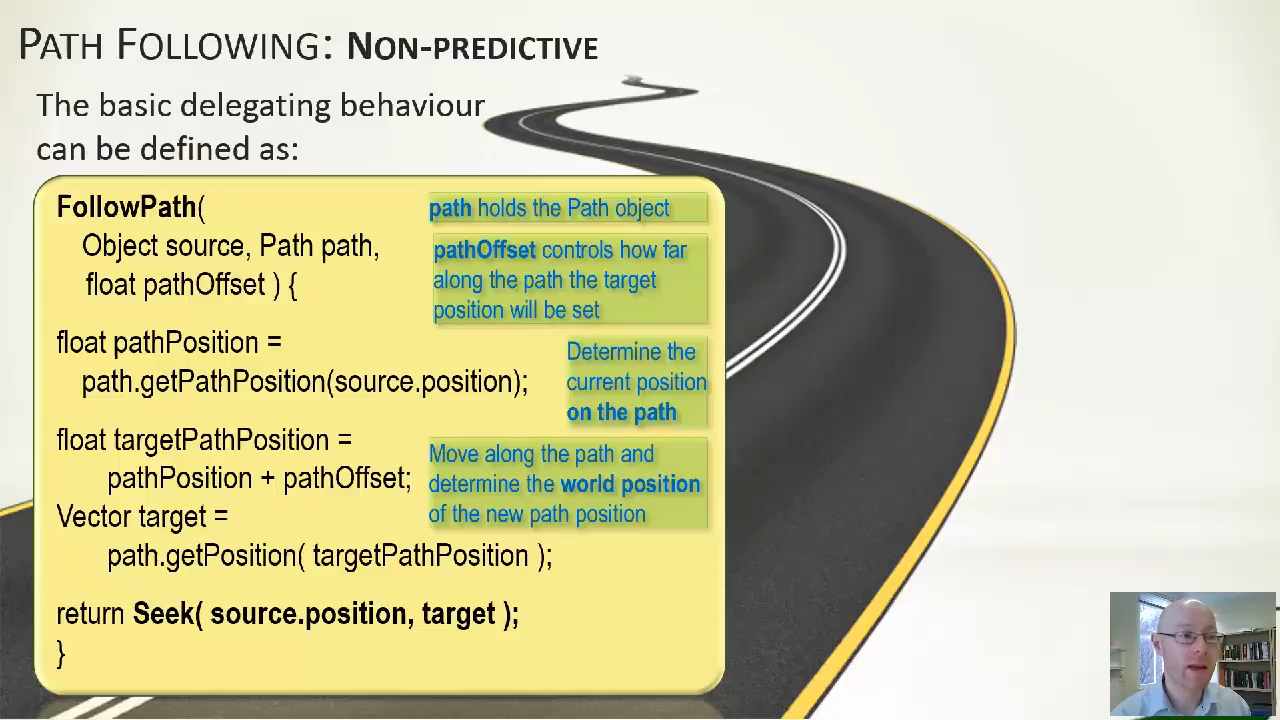 PATH FOLLOWING: NON-PREDICTIVE
The basic delegating behaviour
can be defined as:
FollowPath(
Object source, Path path,
float pathOffset ) {
path holds the Path object
pathOffset controls how far
along the path the target
position will be set
float pathPosition =
path.getPathPosition(source.position);
Determine the
current position
on the path
float targetPathPosition =
pathPosition + pathOffset;
Vector target =
path.getPosition( targetPathPosition );
Move along the path and
determine the world position
of the new path position
return Seek( source.position, target );
}